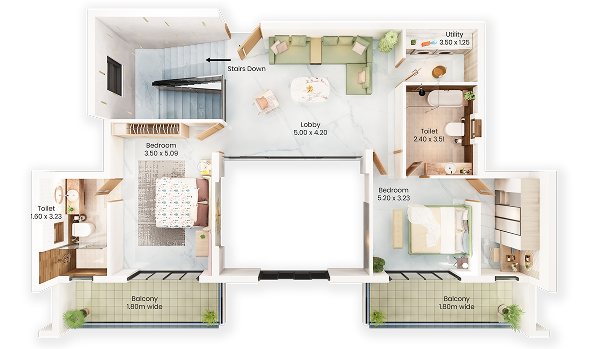 Utility
3.50 x 1.25
Stairs Down
Lobby
5.00 x 4.20
Toilet
2.40 x 3.51
Bedroom
3.50 x 5.09
Bedroom
5.20 x 3.23
Toilet
1.60 x 3.23
Balcony
1.80m wide
Balcony
1.80m wide